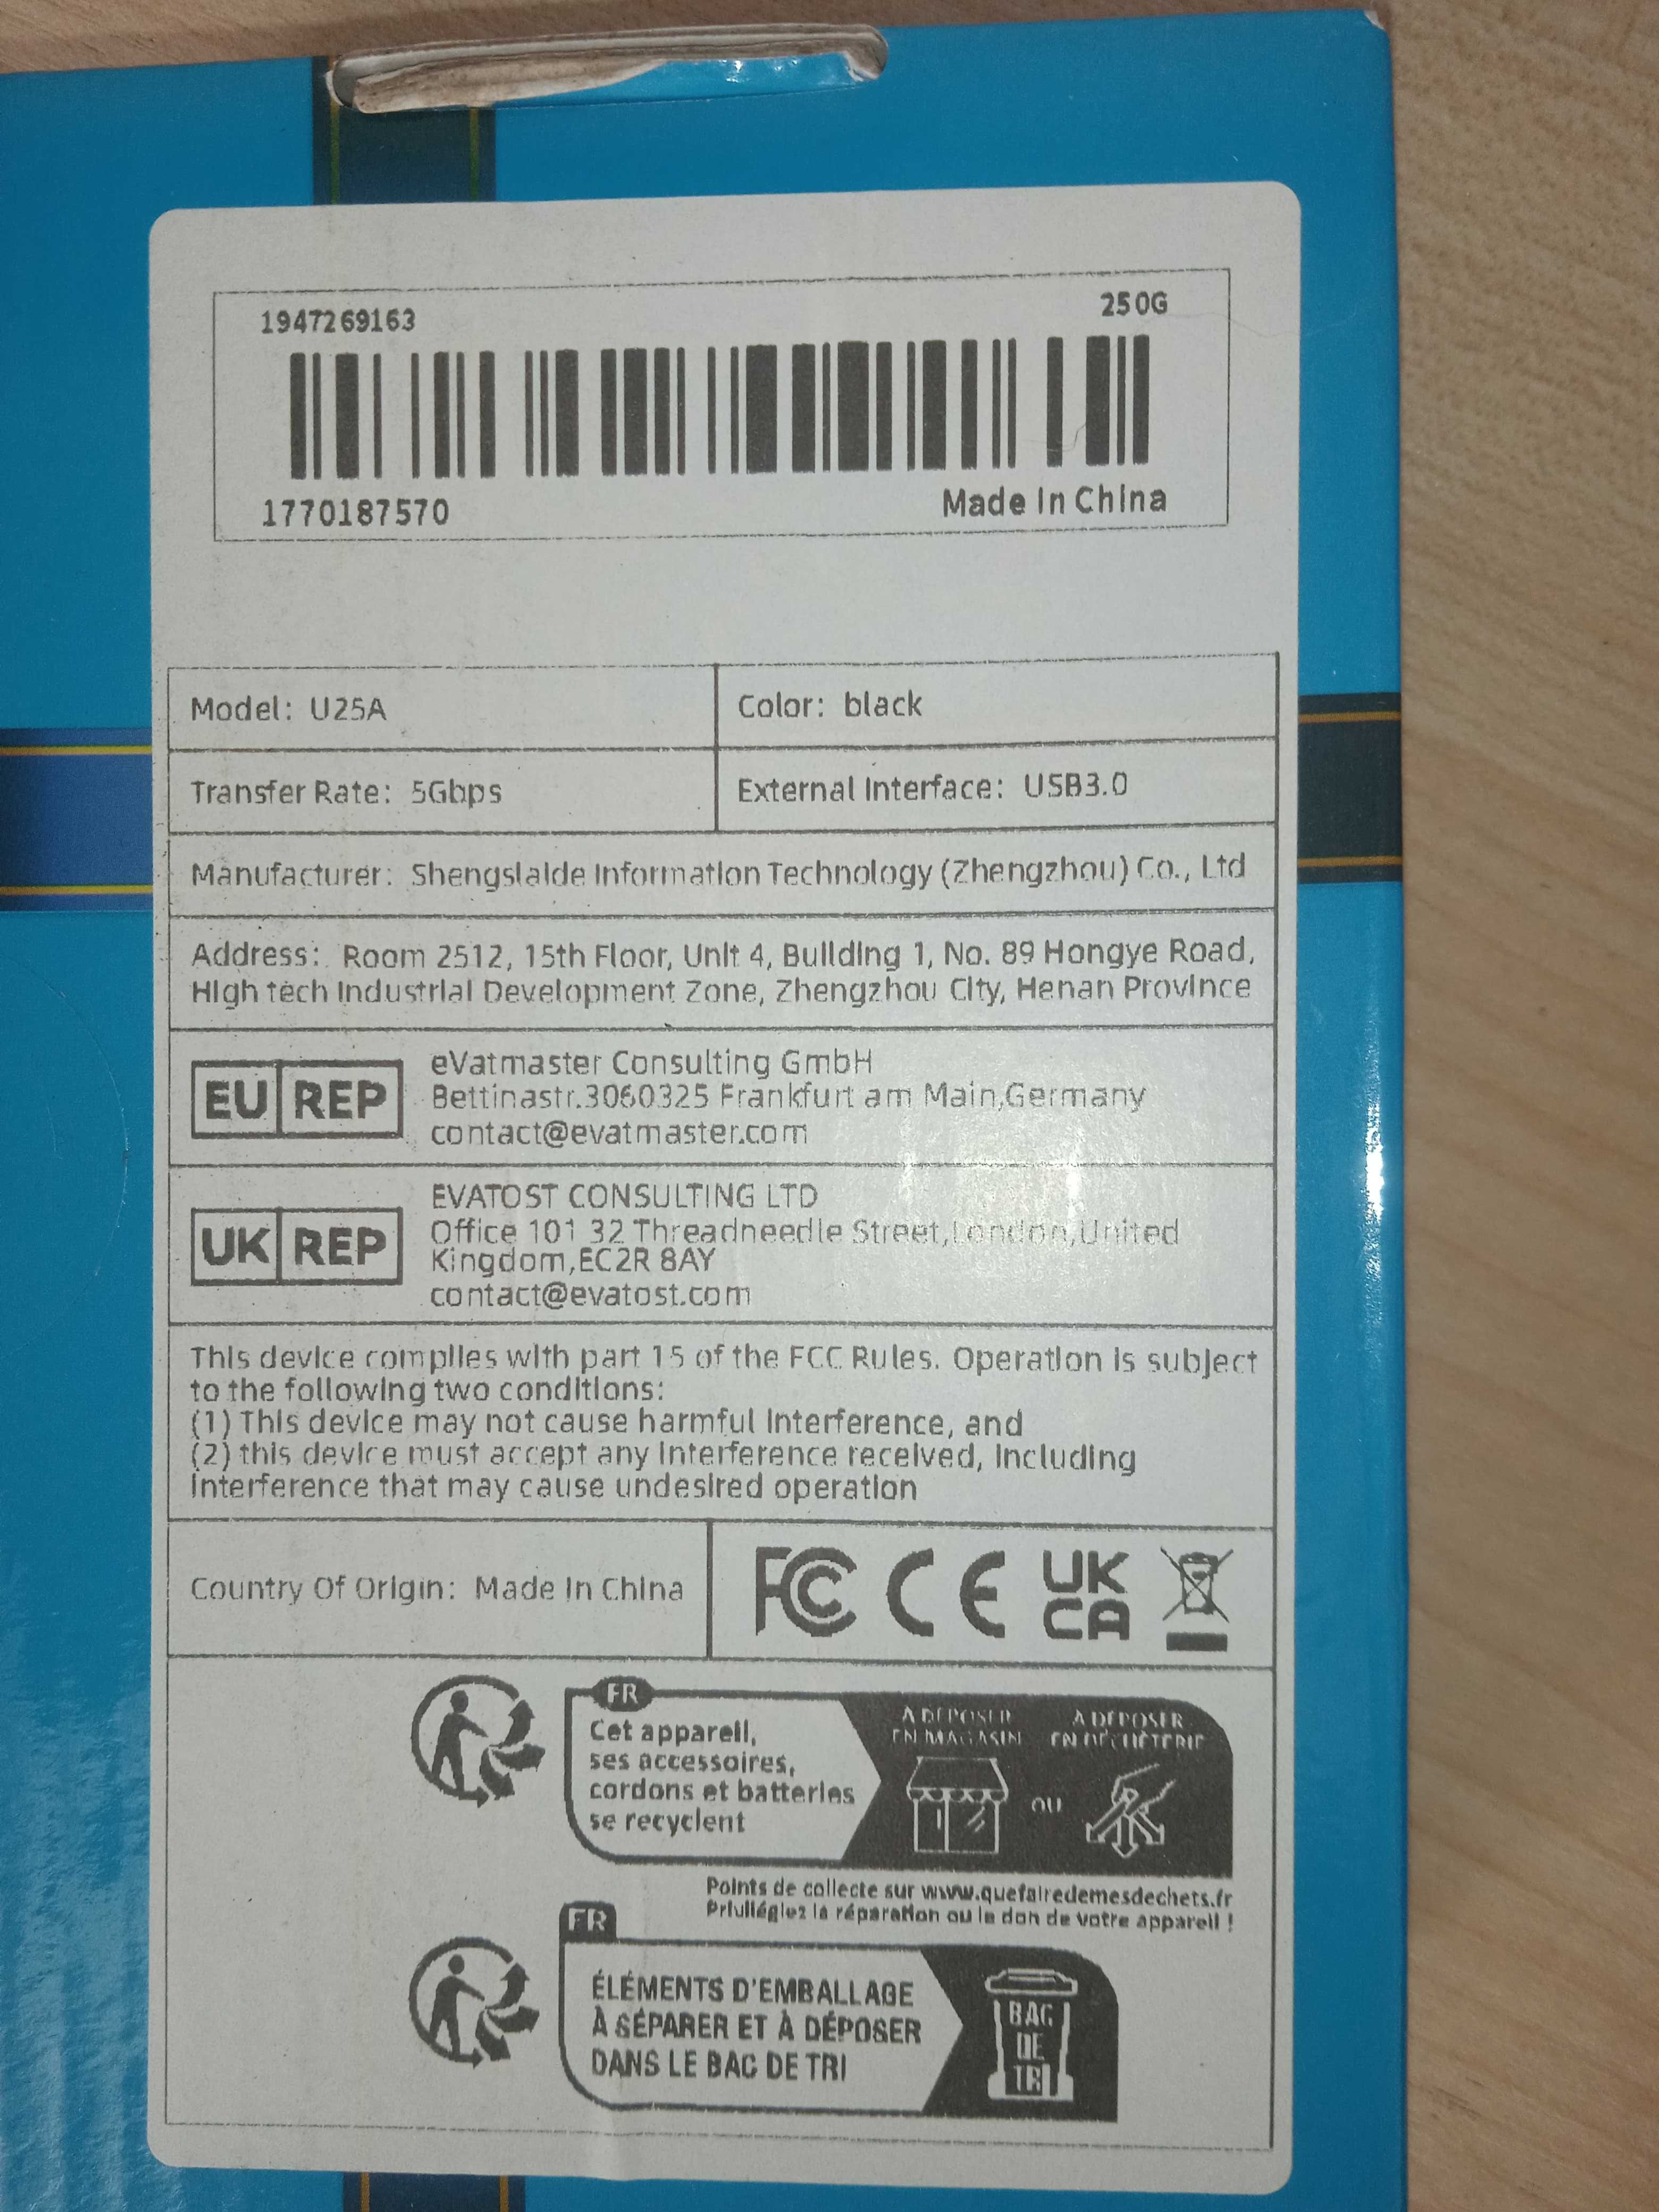 1947269163
250G
1770187570
Made In China
Model: U25A
Color: black
Transfer Rate: 5Gbps
External Interface: USB3.0
Manufacturer: Shengslaide Information Technology (Zhengzhou) Co., Ltd
Address: Room 2512, 15th Floor, Unit 4, Building 1, No. 89 Hongye Road,
High tech Industrial Development Zone, Zhengzhou City, Henan Province
EU REP
eVatmaster Consulting GmbH
Bettinastr.3060325 Frankfurt am Main,Germany
contact@evatmaster.com
UK REP
EVATOST CONSULTING LTD
Office 101 32 Threadneedle Street,London,United
Kingdom,EC2R 8AY
contact@evatost.com
This device complies with part 15 of the FCC Rules. Operation is subject
to the following two conditions:
(1) This device may not cause harmful interference, and
(2) this device must accept any interference received, including
interference that may cause undesired operation
Country Of Origin: Made In China
FC CE UK
CA
FR
Cet appareil,
ses accessoires,
cordons et batteries
se recyclent
À DÉPOSER
EN MAGASIN
OU
À DÉPOSER
EN DÉCHÈTERIE
Points de collecte sur www.quefairedemesdechets.fr
Privilégiez la réparation ou le don de votre appareil !
FR
ÉLÉMENTS D'EMBALLAGE
À SÉPARER ET À DÉPOSER
DANS LE BAC DE TRI
BAC
DE
TRI